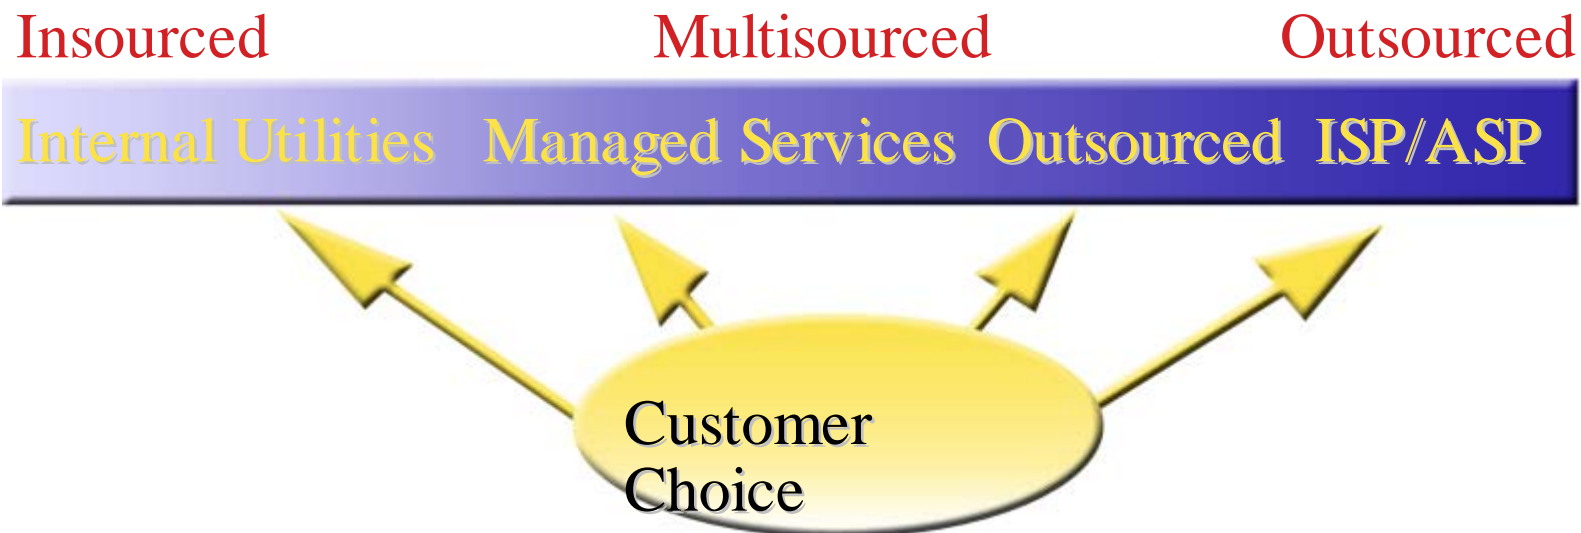 Insourced Multisourced Outsourced
Internal Utilities Managed Services Outsourced ISP/ASP
Customer
Choice